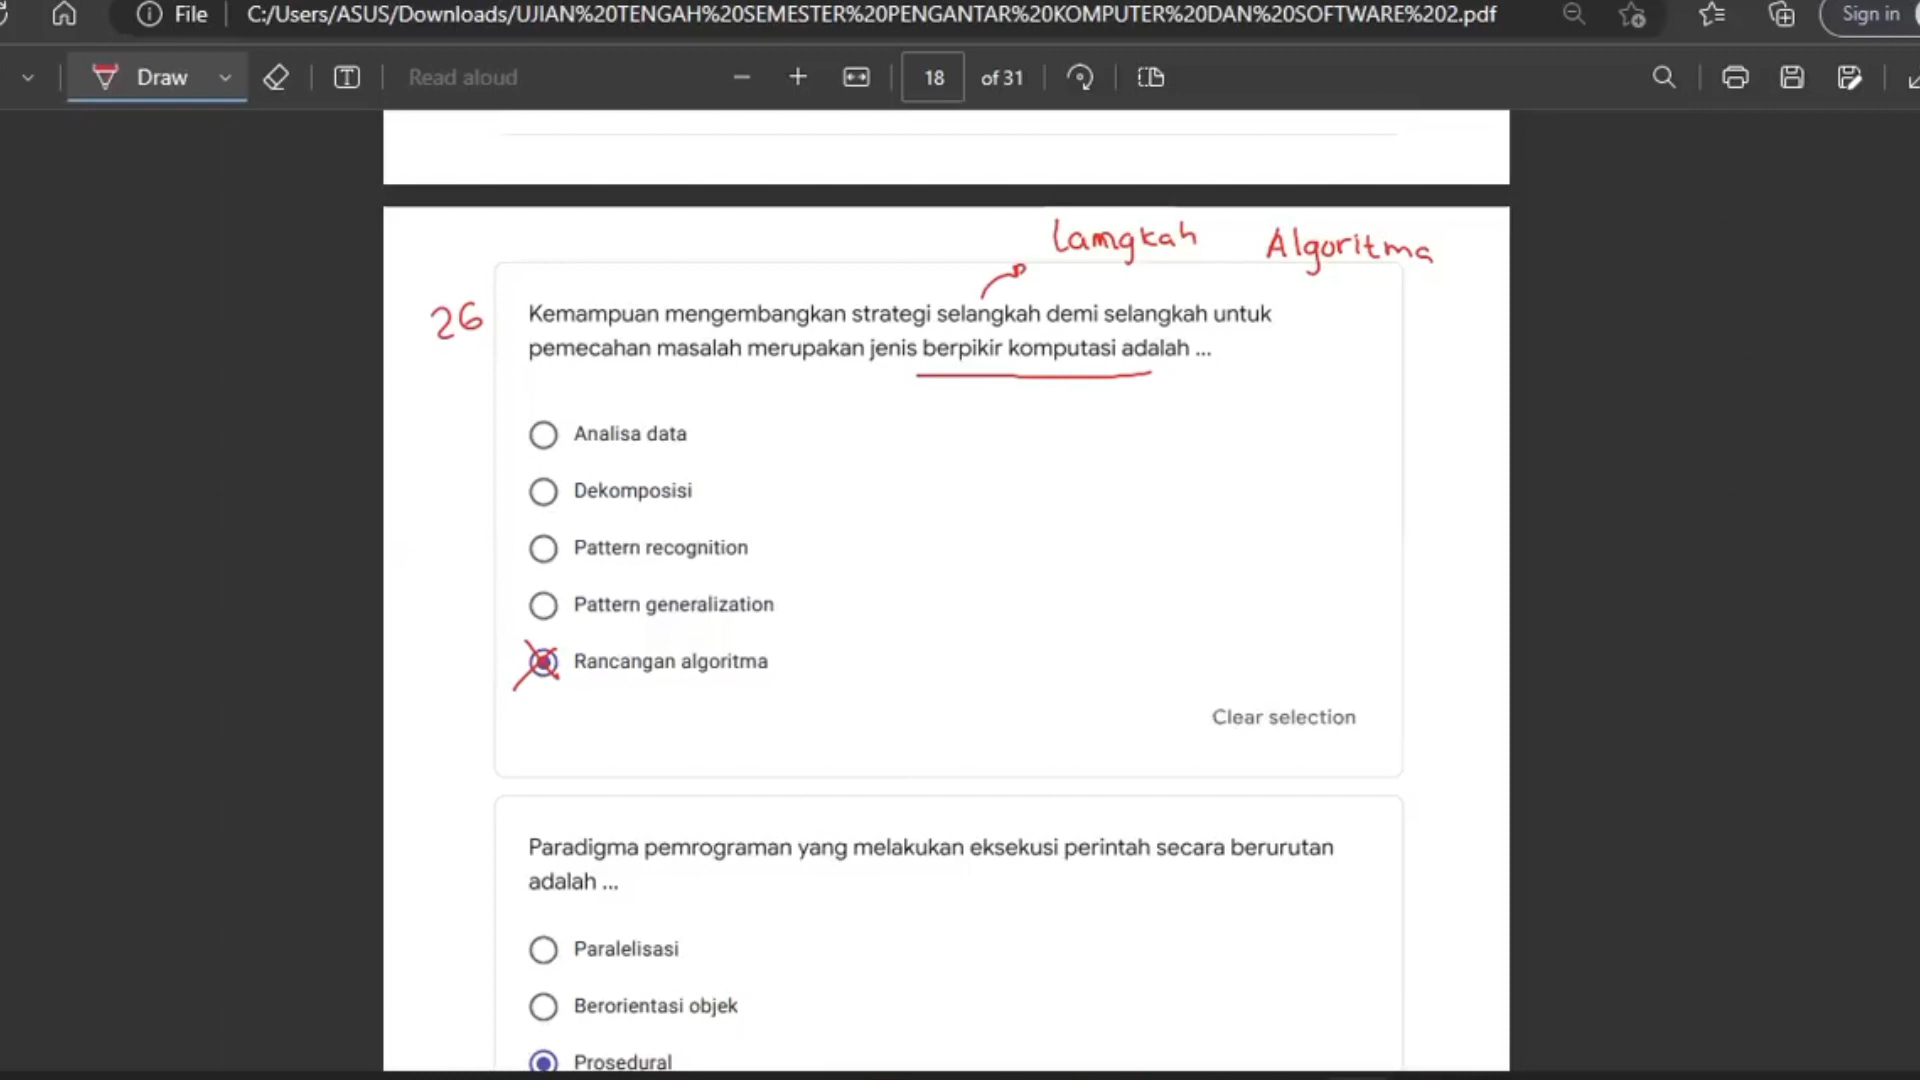 File
C:/Users/ASUS/Downloads/UJIAN%20TENGAH%20SEMESTER%20PENGANTAR%20KOMPUTER%20DAN%20SOFTWARE%202.pdf
Sign in
Draw
Read aloud
18
of 31
Lamgkah
Algoritma
26
Kemampuan mengembangkan strategi selangkah demi selangkah untuk
pemecahan masalah merupakan jenis berpikir komputasi adalah ...
Analisa data
Dekomposisi
Pattern recognition
Pattern generalization
Rancangan algoritma
Clear selection
Paradigma pemrograman yang melakukan eksekusi perintah secara berurutan
adalah ...
Paralelisasi
Berorientasi objek
Prosedural